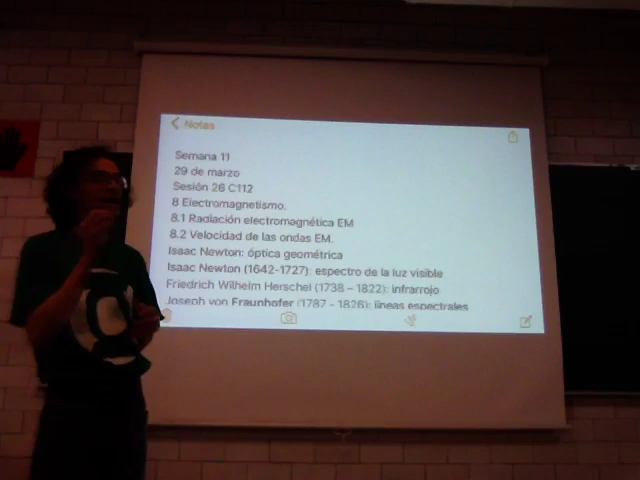 Notas
Semana 11
29 de marzo
Sesión 26 C112
8 Electromagnetismo.
8.1 Radiación electromagnética EM
8.2 Velocidad de las ondas EM.
Isaac Newton: óptica geométrica
Isaac Newton (1642-1727): espectro de la luz visible
Friedrich Wilhelm Herschel (1738 – 1822): infrarrojo
Joseph von Fraunhofer (1787 - 1826): líneas espectrales